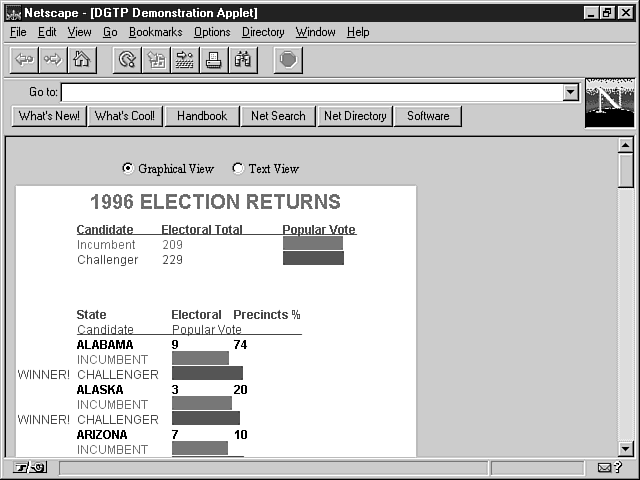 Netscape - [DGTP Demonstration Applet]
File Edit View Go Bookmarks Options Directory Window Help
Go to:
N
What's New! What's Cool! Handbook Net Search Net Directory Software
Graphical View Text View
1996 ELECTION RETURNS
Candidate Electoral Total Popular Vote
Incumbent 209
Challenger 229
State Electoral Precincts %
Candidate Popular Vote
ALABAMA 9 74
INCUMBENT
WINNER! CHALLENGER
ALASKA 3 20
INCUMBENT
WINNER! CHALLENGER
ARIZONA 7 10
INCUMBENT
?